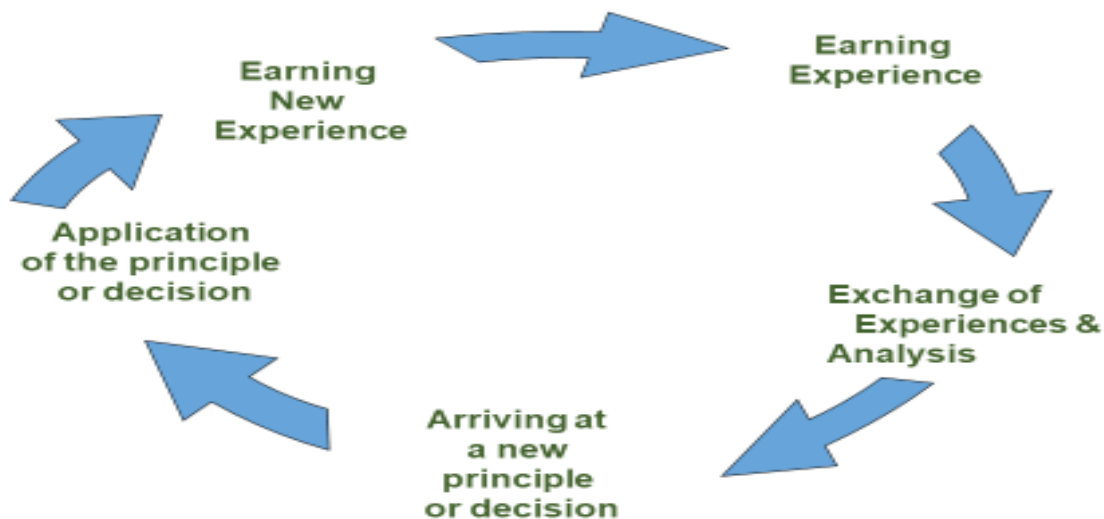 Earning
New
Experience
Earning
Experience
Exchange of
Experiences &
Analysis
Arriving at
a new
principle
or decision
Application
of the principle
or decision